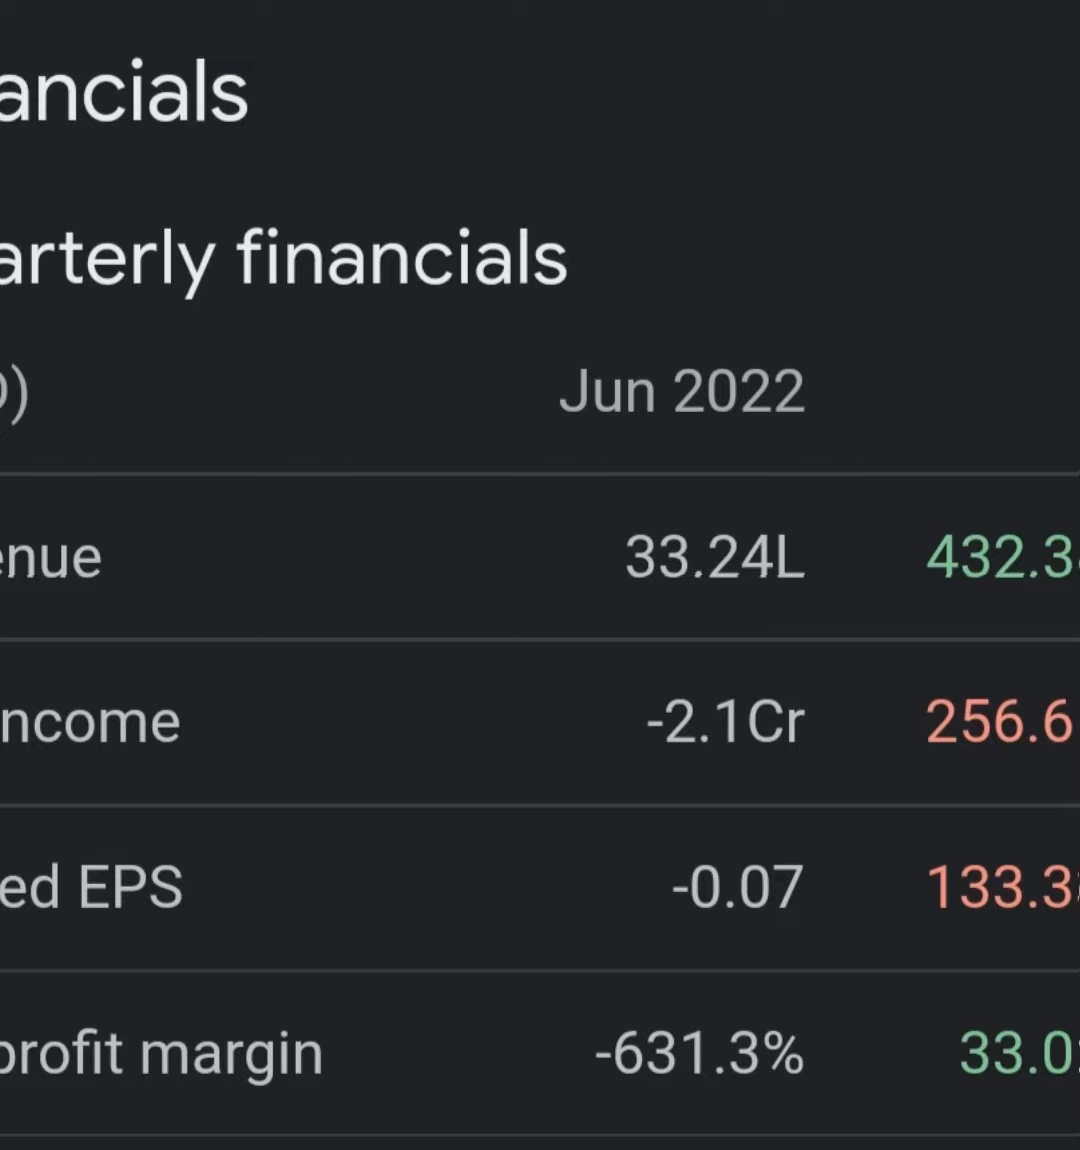 ancials
arterly financials
) Jun 2022
enue 33.24L 432.3
ncome -2.1Cr 256.6
ed EPS -0.07 133.3
profit margin -631.3% 33.0